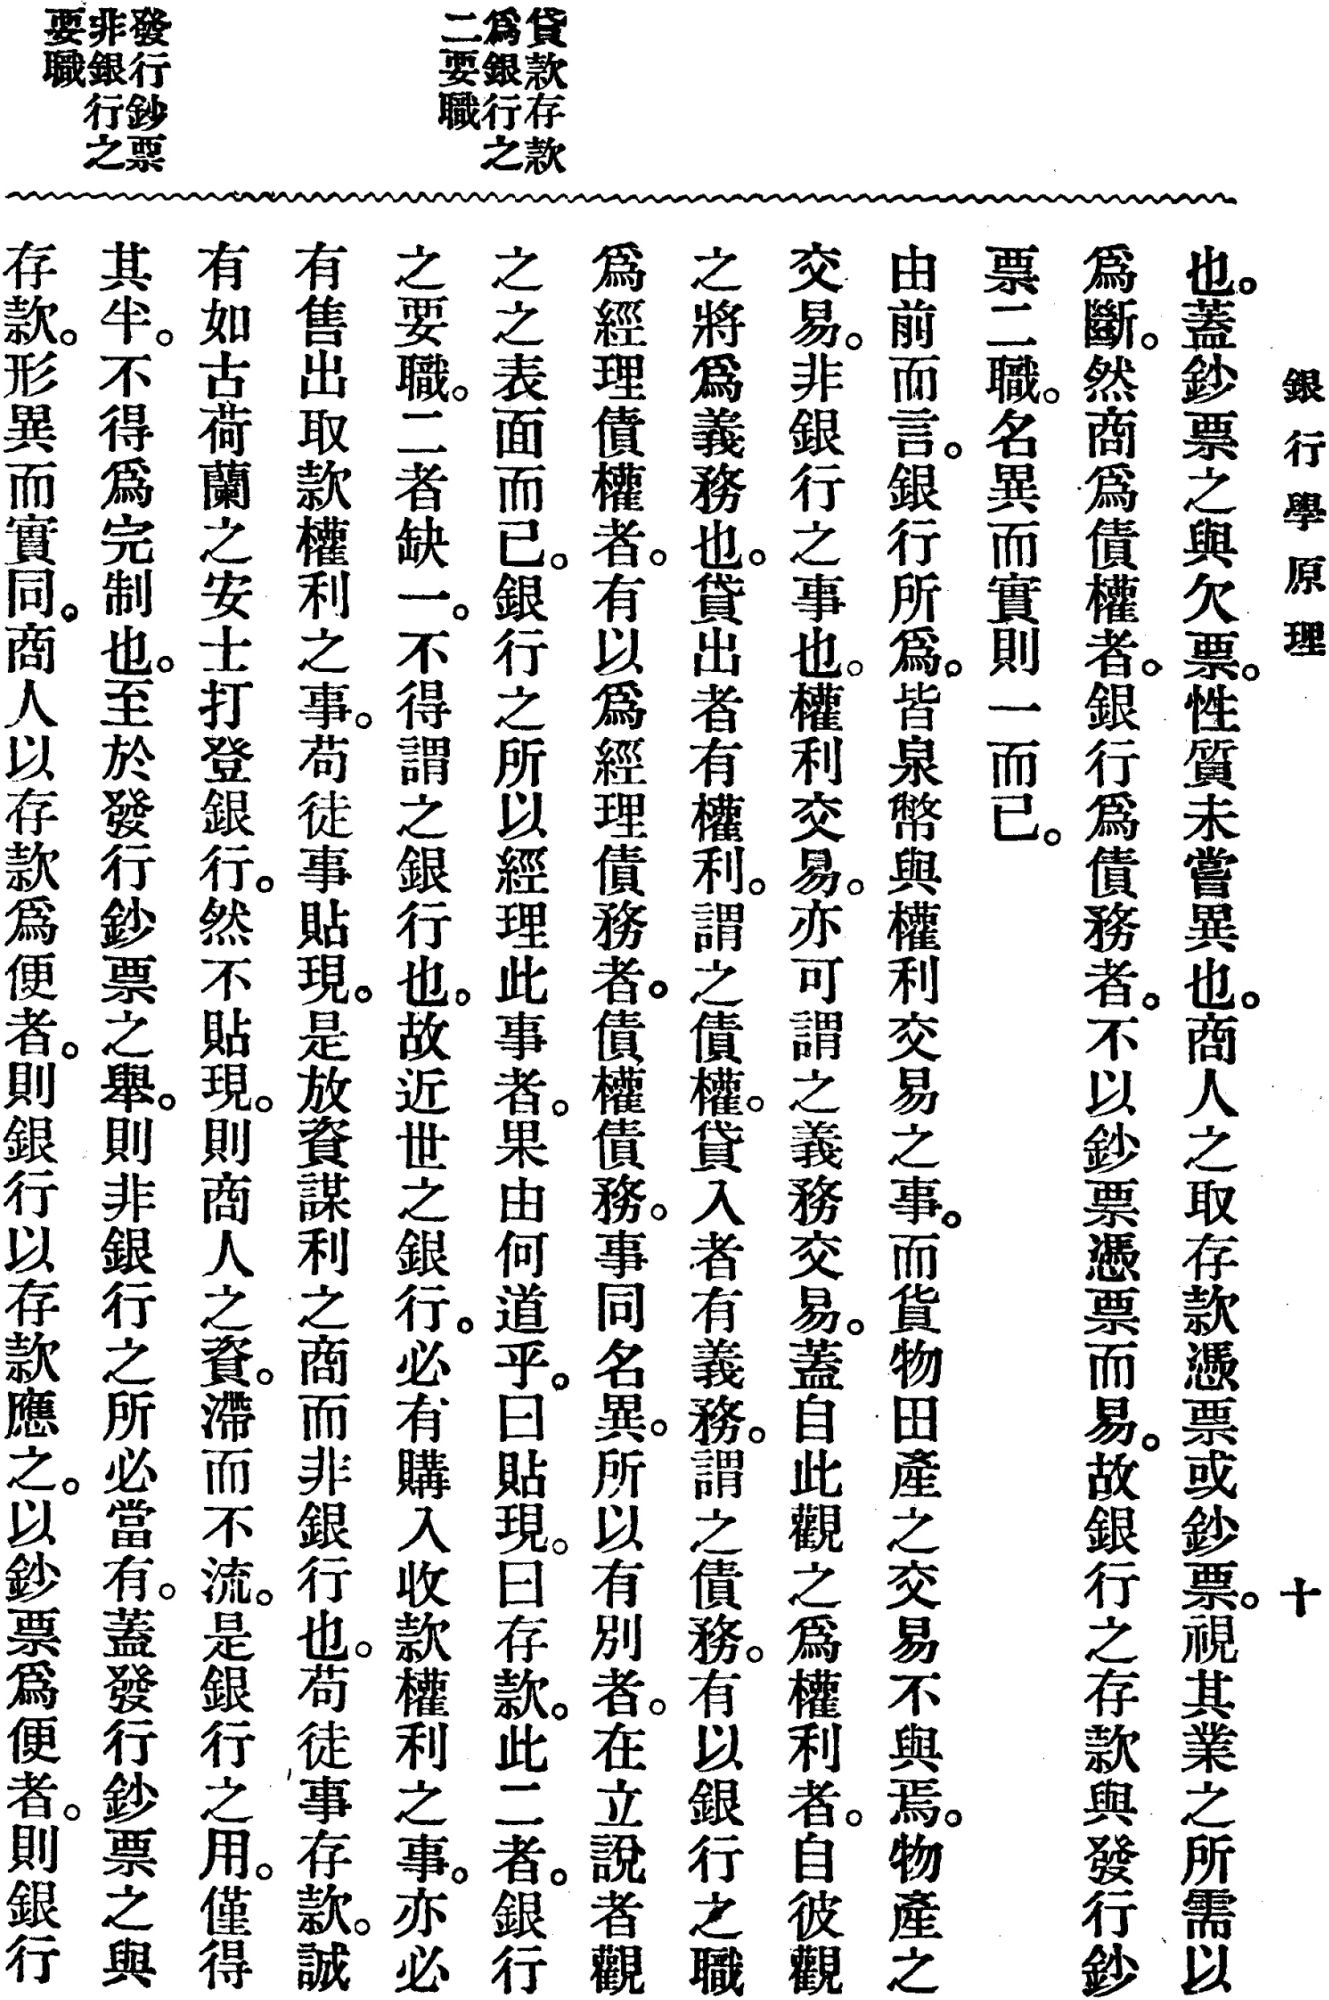 銀行學原理
十
貸款存款
爲銀行之
二要職
發行鈔票
非銀行之
要職
也。蓋鈔票之與欠票。性質未嘗異也。商人之取存款憑票或鈔票。視其業之所需以
爲斷。然商爲債權者。銀行爲債務者。不以鈔票憑票而易。故銀行之存款與發行鈔
票二職。名異而實則一而已。
由前而言。銀行所爲。皆泉幣與權利交易之事。而貨物田產之交易不與焉。物產之
交易。非銀行之事也。權利交易。亦可謂之義務交易。蓋自此觀之爲權利者。自彼觀
之將爲義務也。貸出者有權利。謂之債權。貸入者有義務。謂之債務。有以銀行之職
爲經理債權者。有以爲經理債務者。債權債務。事同名異。所以有別者。在立說者觀
之之表面而已。銀行之所以經理此事者。果由何道乎。曰貼現。曰存款。此二者。銀行
之要職。二者缺一。不得謂之銀行也。故近世之銀行。必有購入收款權利之事。亦必
有售出取款權利之事。苟徒事貼現。是放資謀利之商而非銀行也。苟徒事存款。誠
有如古荷蘭之安士打登銀行。然不貼現。則商人之資。滯而不流。是銀行之用。僅得
其半。不得爲完制也。至於發行鈔票之舉。則非銀行之所必當有。蓋發行鈔票之與
存款。形異而實同。商人以存款爲便者。則銀行以存款應之。以鈔票爲便者。則銀行